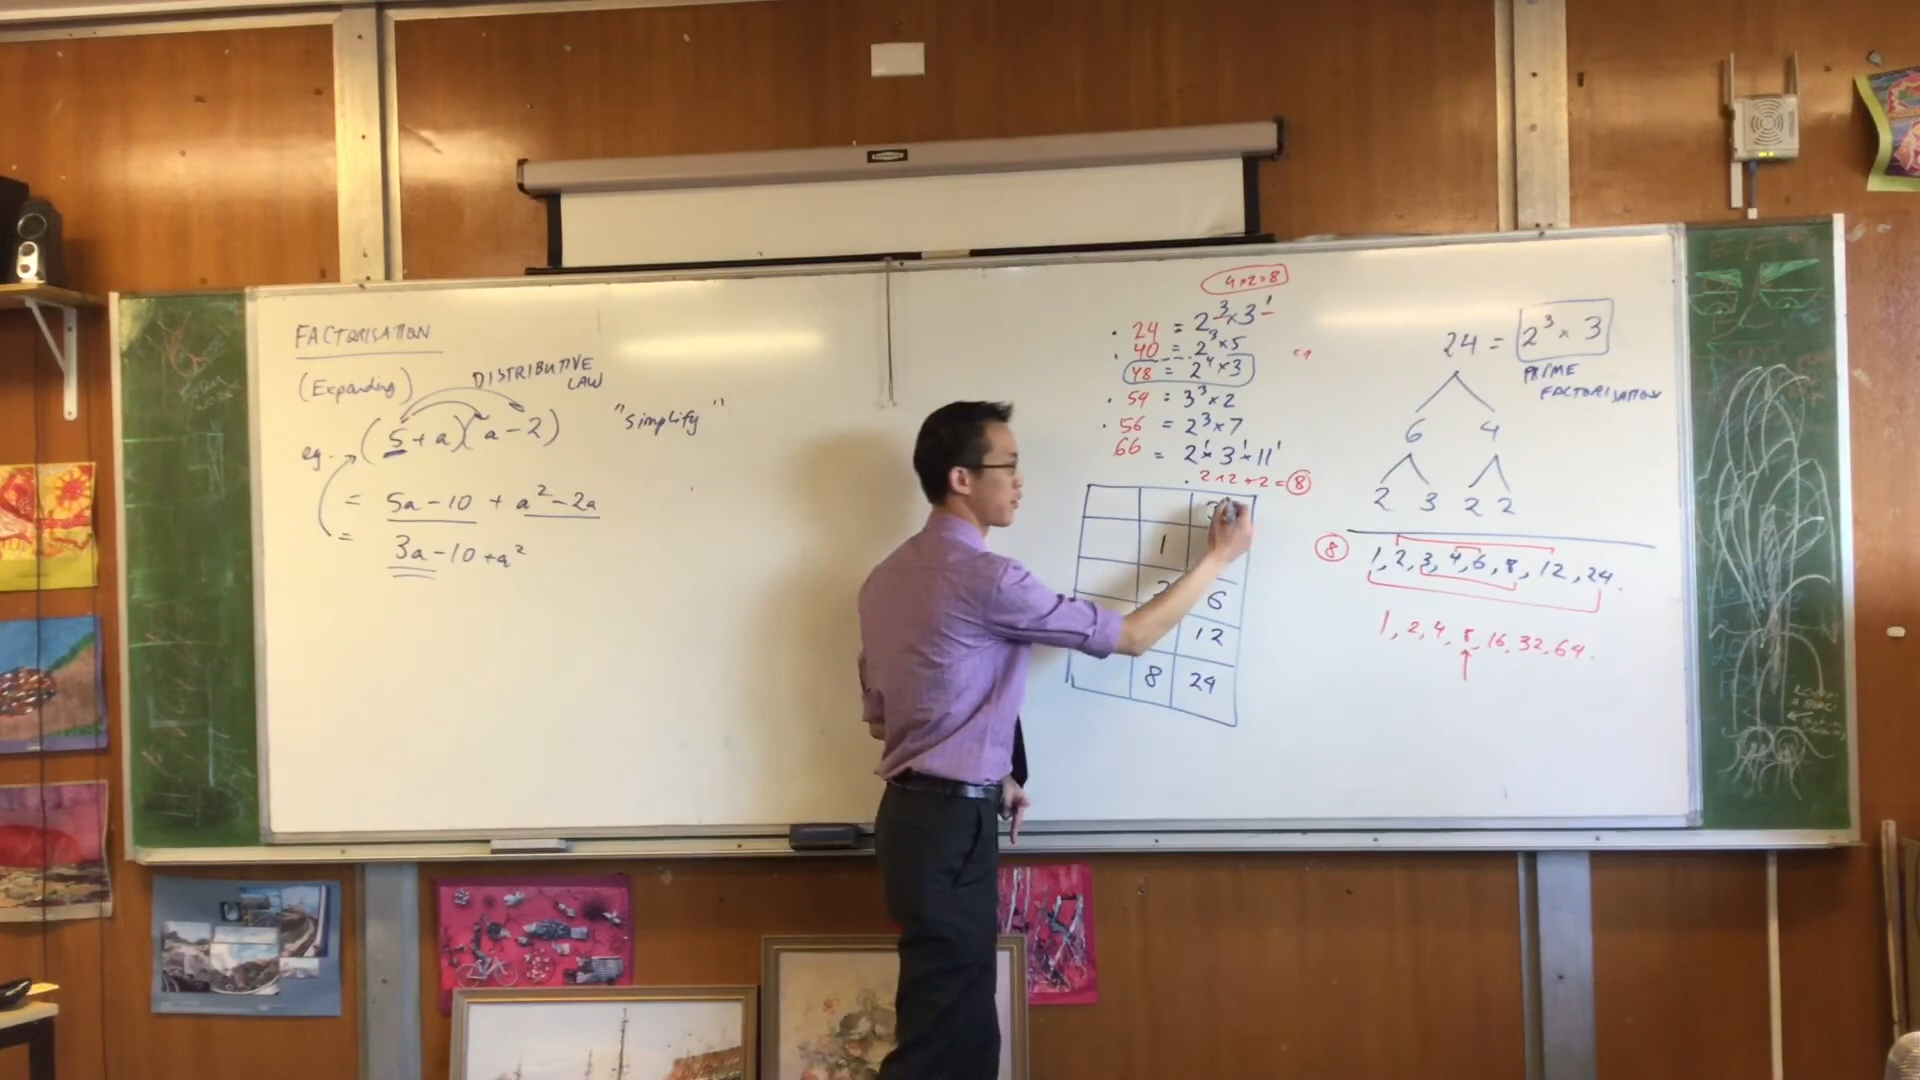 FACTORISATION
(Expanding)
DISTRIBUTIVE
LAW
eg. (5+a)(a-2)
"simplify"
= 5a-10 + a²-2a
= 3a-10+a²
4×2=8
24 = 2³×3¹
40 = 2³×5
48 = 2⁴×3
54 = 3³×2
56 = 2³×7
66 = 2¹×3¹×11¹
2×2×2=8
3
1
6
12
8 24
24 = 2³×3
PRIME
FACTORISATION
6 4
2 3 2 2
8 1, 2, 3, 4, 6, 8, 12, 24.
1, 2, 4, 8, 16, 32, 64.